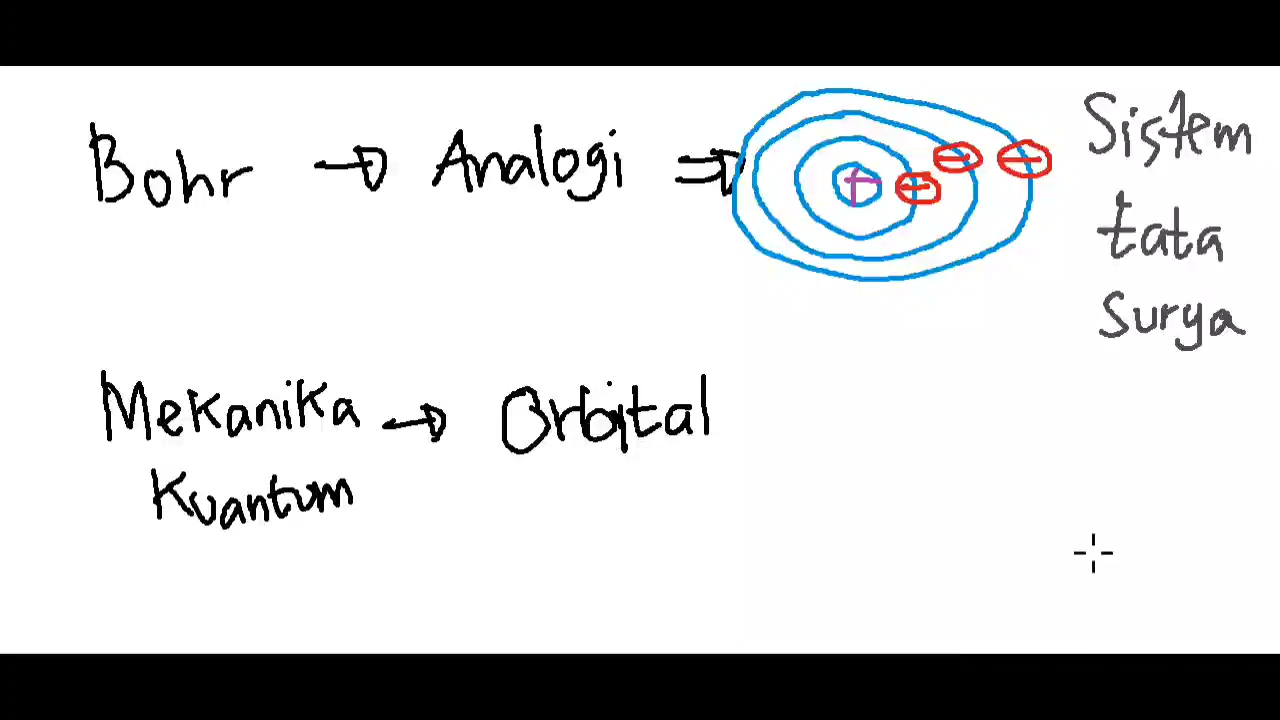 Bohr → Analogi ⇒ + - - - Sistem
tata
surya
Mekanika → Orbital
Kuantum